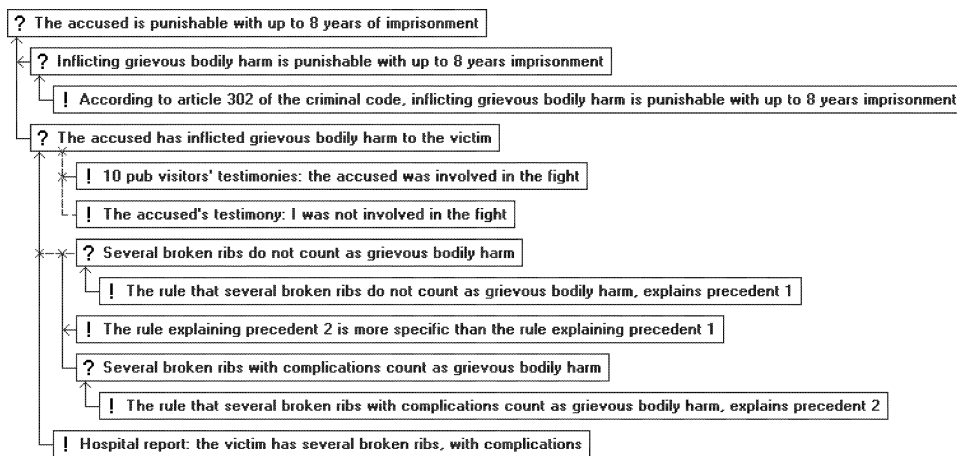 ? The accused is punishable with up to 8 years of imprisonment
? Inflicting grievous bodily harm is punishable with up to 8 years imprisonment
! According to article 302 of the criminal code, inflicting grievous bodily harm is punishable with up to 8 years imprisonment
? The accused has inflicted grievous bodily harm to the victim
! 10 pub visitors' testimonies: the accused was involved in the fight
! The accused's testimony: I was not involved in the fight
? Several broken ribs do not count as grievous bodily harm
! The rule that several broken ribs do not count as grievous bodily harm, explains precedent 1
! The rule explaining precedent 2 is more specific than the rule explaining precedent 1
? Several broken ribs with complications count as grievous bodily harm
! The rule that several broken ribs with complications count as grievous bodily harm, explains precedent 2
! Hospital report: the victim has several broken ribs, with complications